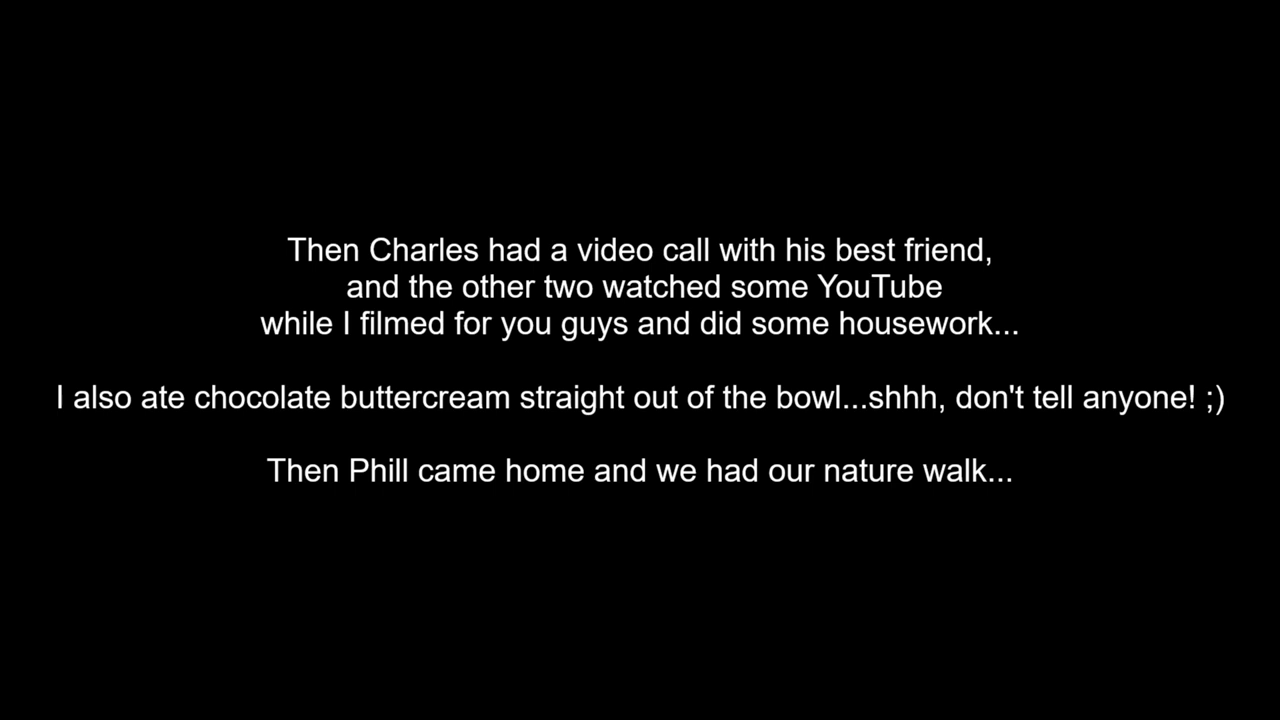 Then Charles had a video call with his best friend,
and the other two watched some YouTube
while I filmed for you guys and did some housework...
I also ate chocolate buttercream straight out of the bowl...shhh, don't tell anyone! ;)
Then Phill came home and we had our nature walk...